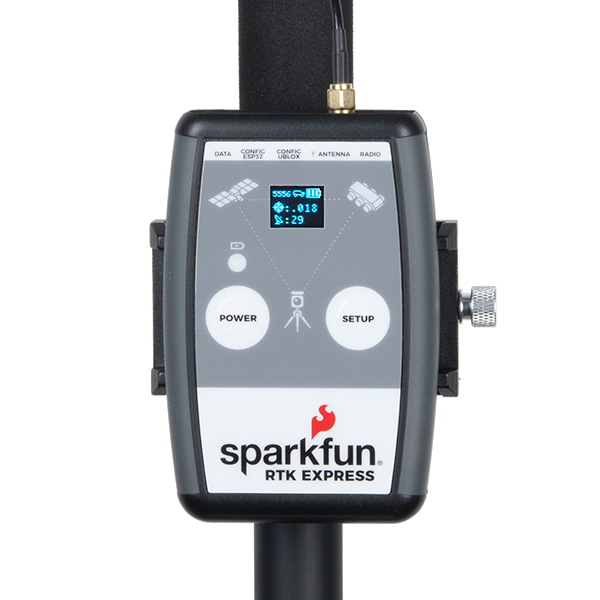 DATA CONFIG ESP32 CONFIG UBLOX ANTENNA RADIO
5556
:.018
:29
POWER
SETUP
sparkfun®
RTK EXPRESS